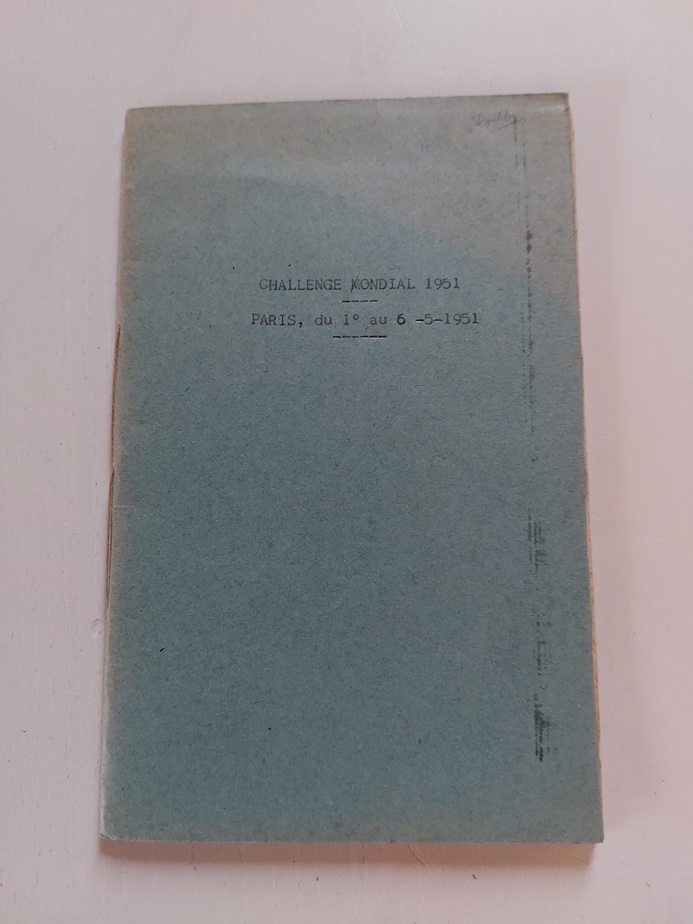 CHALLENGE MONDIAL 1951
----
PARIS, du 1° au 6 -5-1951
------